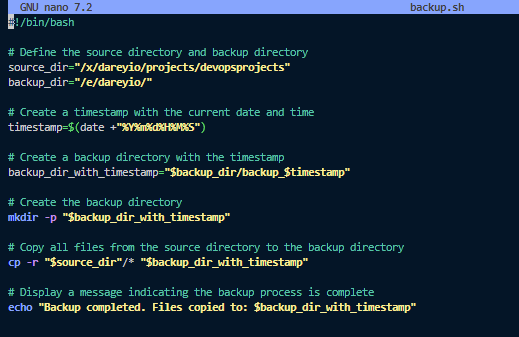 GNU nano 7.2 backup.sh
#!/bin/bash
# Define the source directory and backup directory
source_dir="/x/dareyio/projects/devopsprojects"
backup_dir="/e/dareyio/"
# Create a timestamp with the current date and time
timestamp=$(date +"%Y%m%d%H%M%S")
# Create a backup directory with the timestamp
backup_dir_with_timestamp="$backup_dir/backup_$timestamp"
# Create the backup directory
mkdir -p "$backup_dir_with_timestamp"
# Copy all files from the source directory to the backup directory
cp -r "$source_dir"/* "$backup_dir_with_timestamp"
# Display a message indicating the backup process is complete
echo "Backup completed. Files copied to: $backup_dir_with_timestamp"